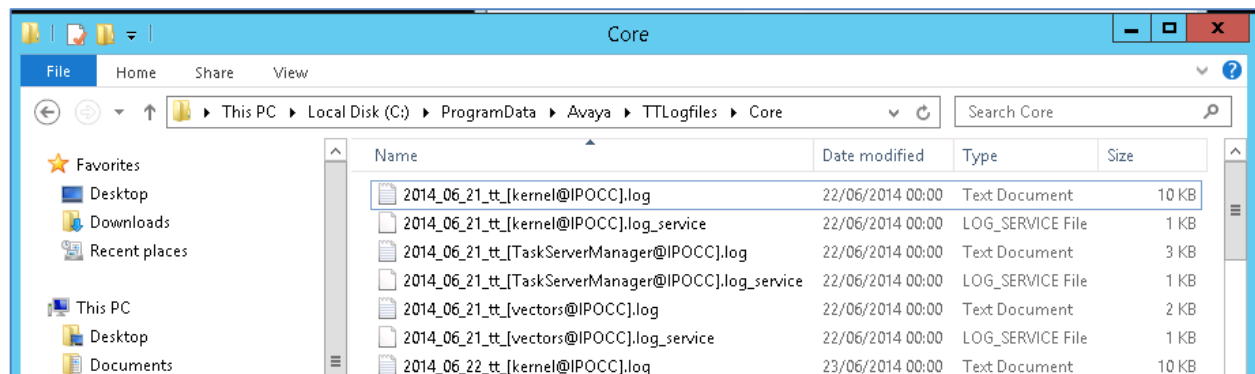 Core
File Home Share View
This PC Local Disk (C:) ProgramData Avaya TTLogfiles Core Search Core
Favorites
Desktop
Downloads
Recent places
This PC
Desktop
Documents
Name Date modified Type Size
2014_06_21_tt_[kernel@IPOCC].log 22/06/2014 00:00 Text Document 10 KB
2014_06_21_tt_[kernel@IPOCC].log_service 22/06/2014 00:00 LOG_SERVICE File 1 KB
2014_06_21_tt_[TaskServerManager@IPOCC].log 22/06/2014 00:00 Text Document 3 KB
2014_06_21_tt_[TaskServerManager@IPOCC].log_service 22/06/2014 00:00 LOG_SERVICE File 1 KB
2014_06_21_tt_[vectors@IPOCC].log 22/06/2014 00:00 Text Document 2 KB
2014_06_21_tt_[vectors@IPOCC].log_service 22/06/2014 00:00 LOG_SERVICE File 1 KB
2014_06_22_tt_[kernel@IPOCC].log 23/06/2014 00:00 Text Document 10 KB